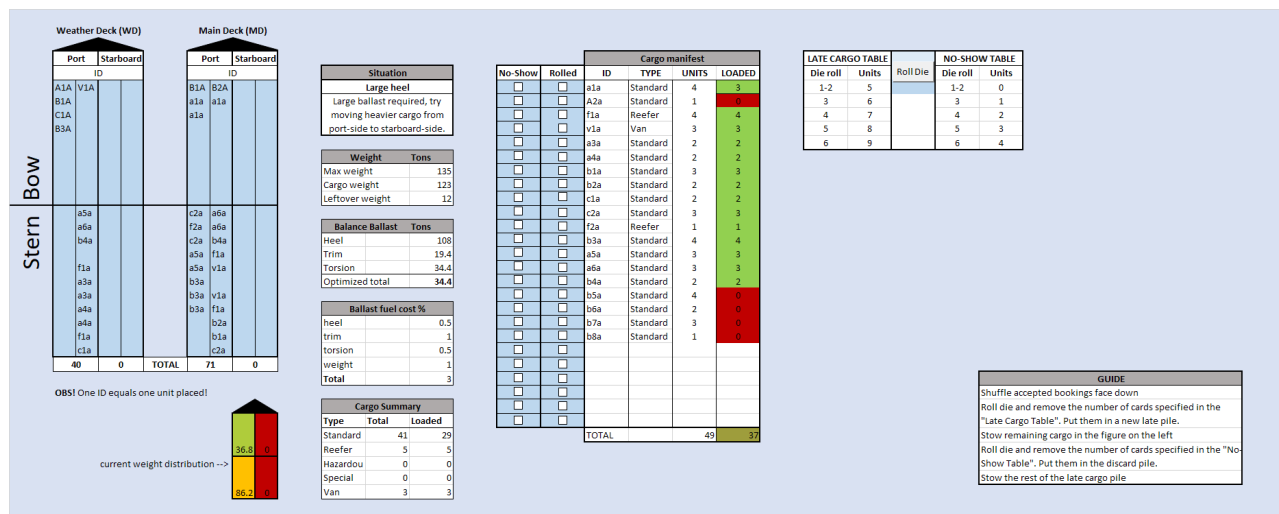 Weather Deck (WD) Main Deck (MD)
Port Starboard Port Starboard
ID ID
A1A V1A B1A B2A
B1A a1a a1a
C1A a1a
B3A
Bow
Stern
a5a c2a a6a
a6a f2a a6a
b4a c2a b4a
a5a f1a
f1a a5a v1a
a3a b3a
a3a b3a v1a
a4a b3a f1a
a4a b2a
f1a b1a
c1a c2a
40 0 TOTAL 71 0
OBS! One ID equals one unit placed!
current weight distribution -->
36.8 0
86.2 0
Situation
Large heel
Large ballast required, try
moving heavier cargo from
port-side to starboard-side.
Weight Tons
Max weight 135
Cargo weight 123
Leftover weight 12
Balance Ballast Tons
Heel 108
Trim 19.4
Torsion 34.4
Optimized total 34.4
Ballast fuel cost %
heel 0.5
trim 1
torsion 0.5
weight 1
Total 3
Cargo Summary
Type Total Loaded
Standard 41 29
Reefer 5 5
Hazardou 0 0
Special 0 0
Van 3 3
Cargo manifest
No-Show Rolled ID TYPE UNITS LOADED
a1a Standard 4 3
A2a Standard 1 0
f1a Reefer 4 4
v1a Van 3 3
a3a Standard 2 2
a4a Standard 2 2
b1a Standard 3 3
b2a Standard 2 2
c1a Standard 2 2
c2a Standard 3 3
f2a Reefer 1 1
b3a Standard 4 4
a5a Standard 3 3
a6a Standard 3 3
b4a Standard 2 2
b5a Standard 4 0
b6a Standard 2 0
b7a Standard 3 0
b8a Standard 1 0
TOTAL 49 37
LATE CARGO TABLE
Die roll Units
1-2 5
3 6
4 7
5 8
6 9
Roll Die
NO-SHOW TABLE
Die roll Units
1-2 0
3 1
4 2
5 3
6 4
GUIDE
Shuffle accepted bookings face down
Roll die and remove the number of cards specified in the
"Late Cargo Table". Put them in a new late pile.
Stow remaining cargo in the figure on the left
Roll die and remove the number of cards specified in the "No-
Show Table". Put them in the discard pile.
Stow the rest of the late cargo pile